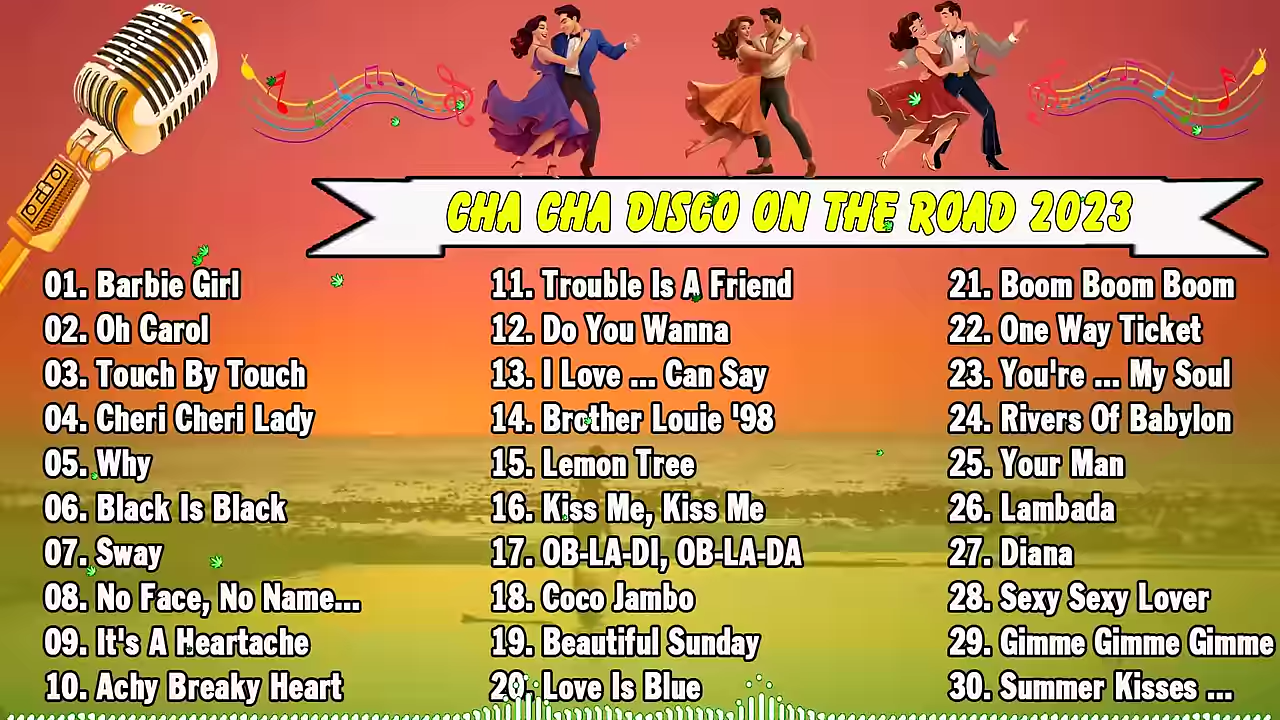 CHA CHA DISCO ON THE ROAD 2023
01. Barbie Girl
02. Oh Carol
03. Touch By Touch
04. Cheri Cheri Lady
05. Why
06. Black Is Black
07. Sway
08. No Face, No Name...
09. It's A Heartache
10. Achy Breaky Heart
11. Trouble Is A Friend
12. Do You Wanna
13. I Love ... Can Say
14. Brother Louie '98
15. Lemon Tree
16. Kiss Me, Kiss Me
17. OB-LA-DI, OB-LA-DA
18. Coco Jambo
19. Beautiful Sunday
20. Love Is Blue
21. Boom Boom Boom
22. One Way Ticket
23. You're ... My Soul
24. Rivers Of Babylon
25. Your Man
26. Lambada
27. Diana
28. Sexy Sexy Lover
29. Gimme Gimme Gimme
30. Summer Kisses ...